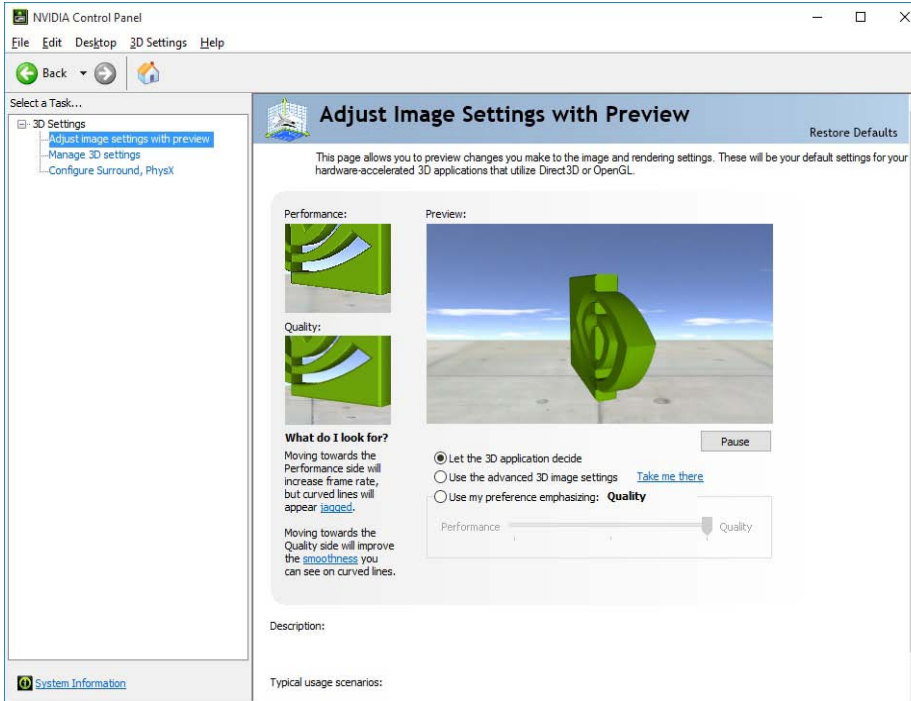 NVIDIA Control Panel
File Edit Desktop 3D Settings Help
Back
Select a Task...
3D Settings
Adjust image settings with preview
Manage 3D settings
Configure Surround, PhysX
System Information
Adjust Image Settings with Preview
Restore Defaults
This page allows you to preview changes you make to the image and rendering settings. These will be your default settings for your
hardware-accelerated 3D applications that utilize Direct3D or OpenGL.
Performance:
Quality:
What do I look for?
Moving towards the
Performance side will
increase frame rate,
but curved lines will
appear jagged.
Moving towards the
Quality side will improve
the smoothness you
can see on curved lines.
Preview:
Pause
Let the 3D application decide
Use the advanced 3D image settings Take me there
Use my preference emphasizing: Quality
Performance Quality
Description:
Typical usage scenarios: